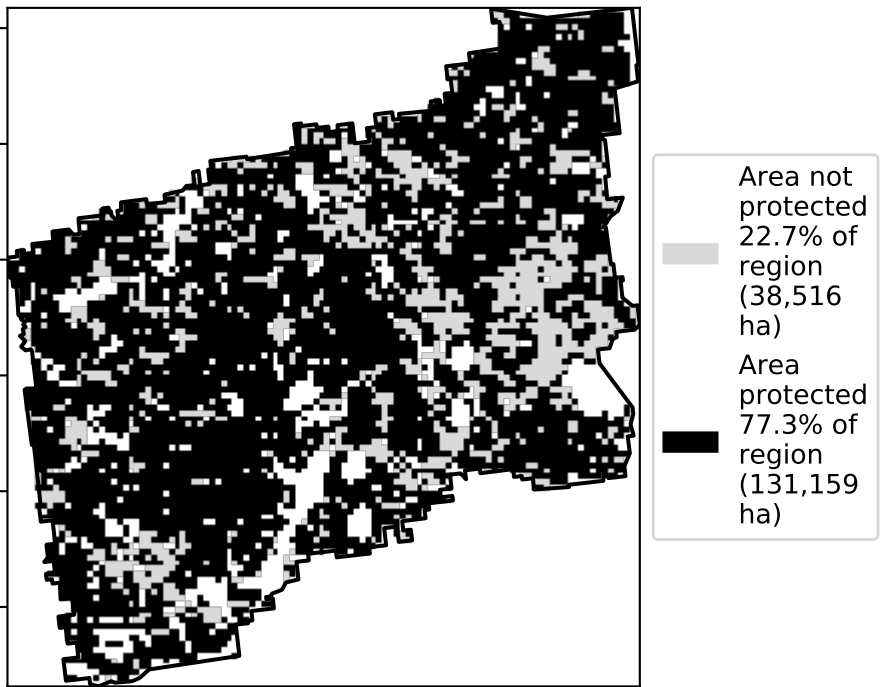 Area not
protected
22.7% of
region
(38,516
ha)
Area
protected
77.3% of
region
(131,159
ha)